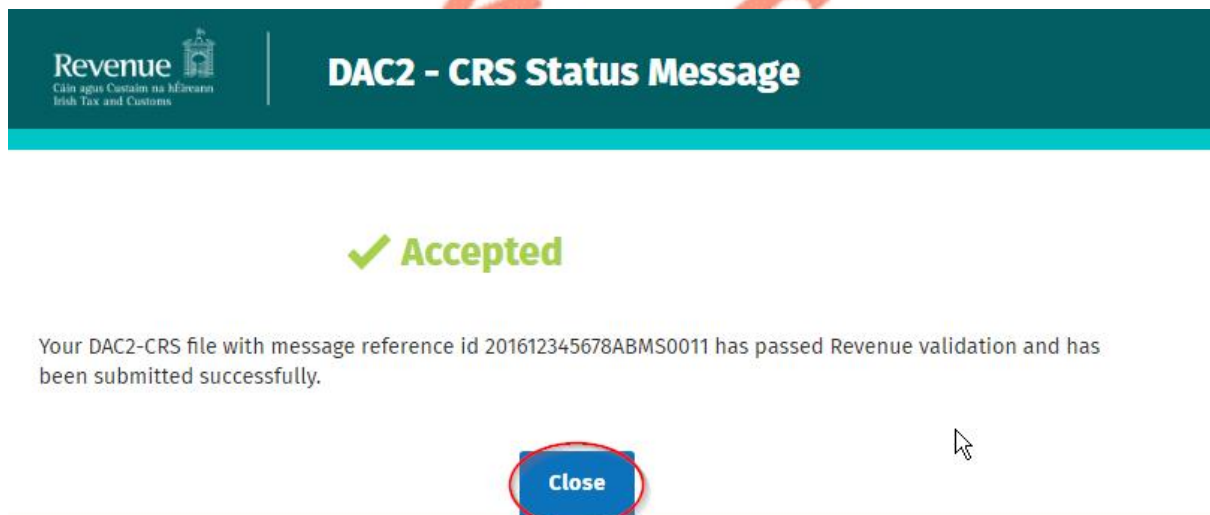 Revenue
Cáin agus Custaim na hÉireann
Irish Tax and Customs
DAC2 - CRS Status Message
Accepted
Your DAC2-CRS file with message reference id 201612345678ABMS0011 has passed Revenue validation and has
been submitted successfully.
Close